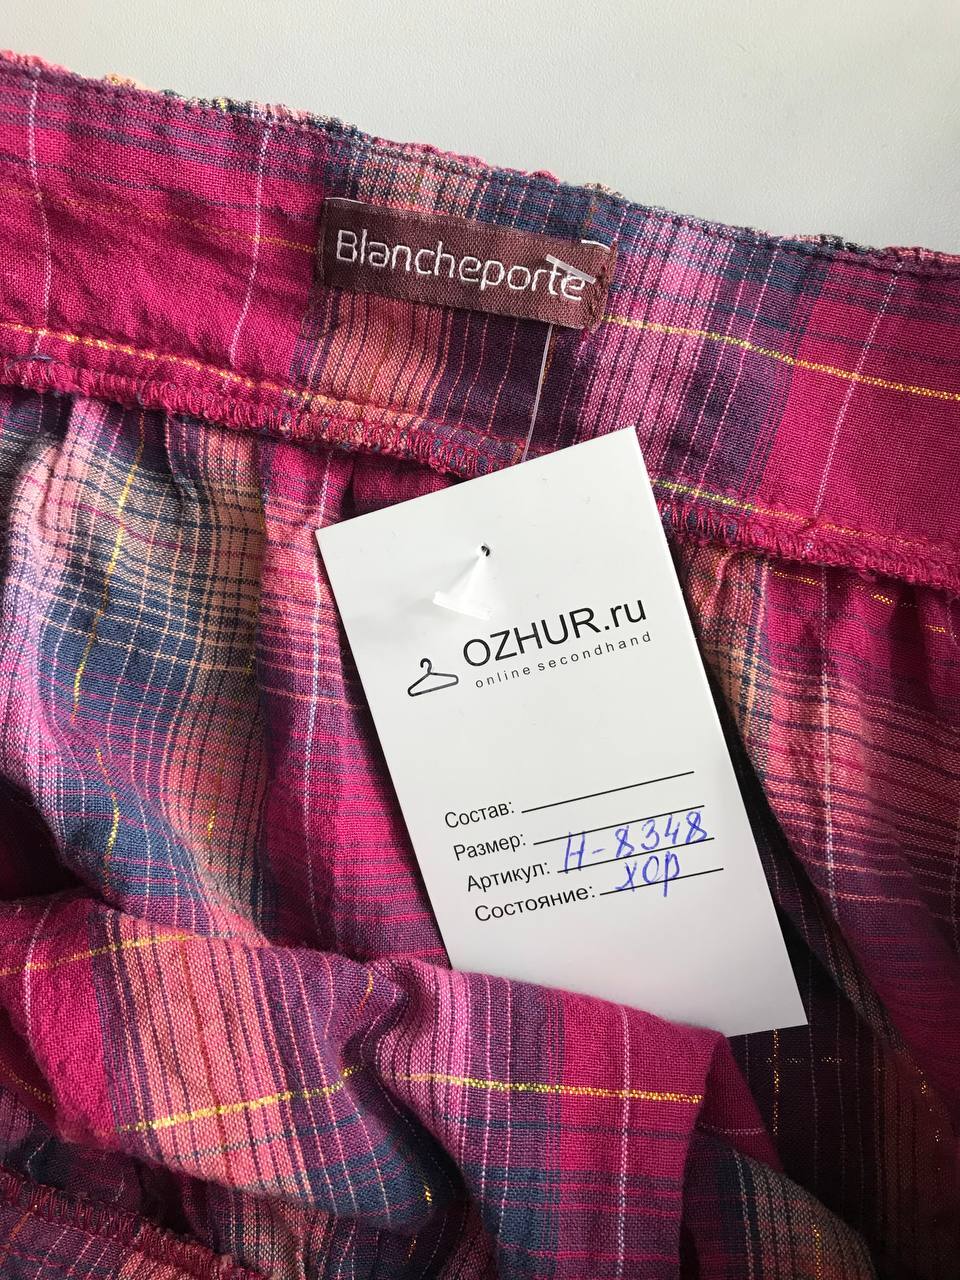 Blancheporte
OZHUR.ru
online secondhand
Состав:
Размер:
Артикул: H-8348
Состояние: хор